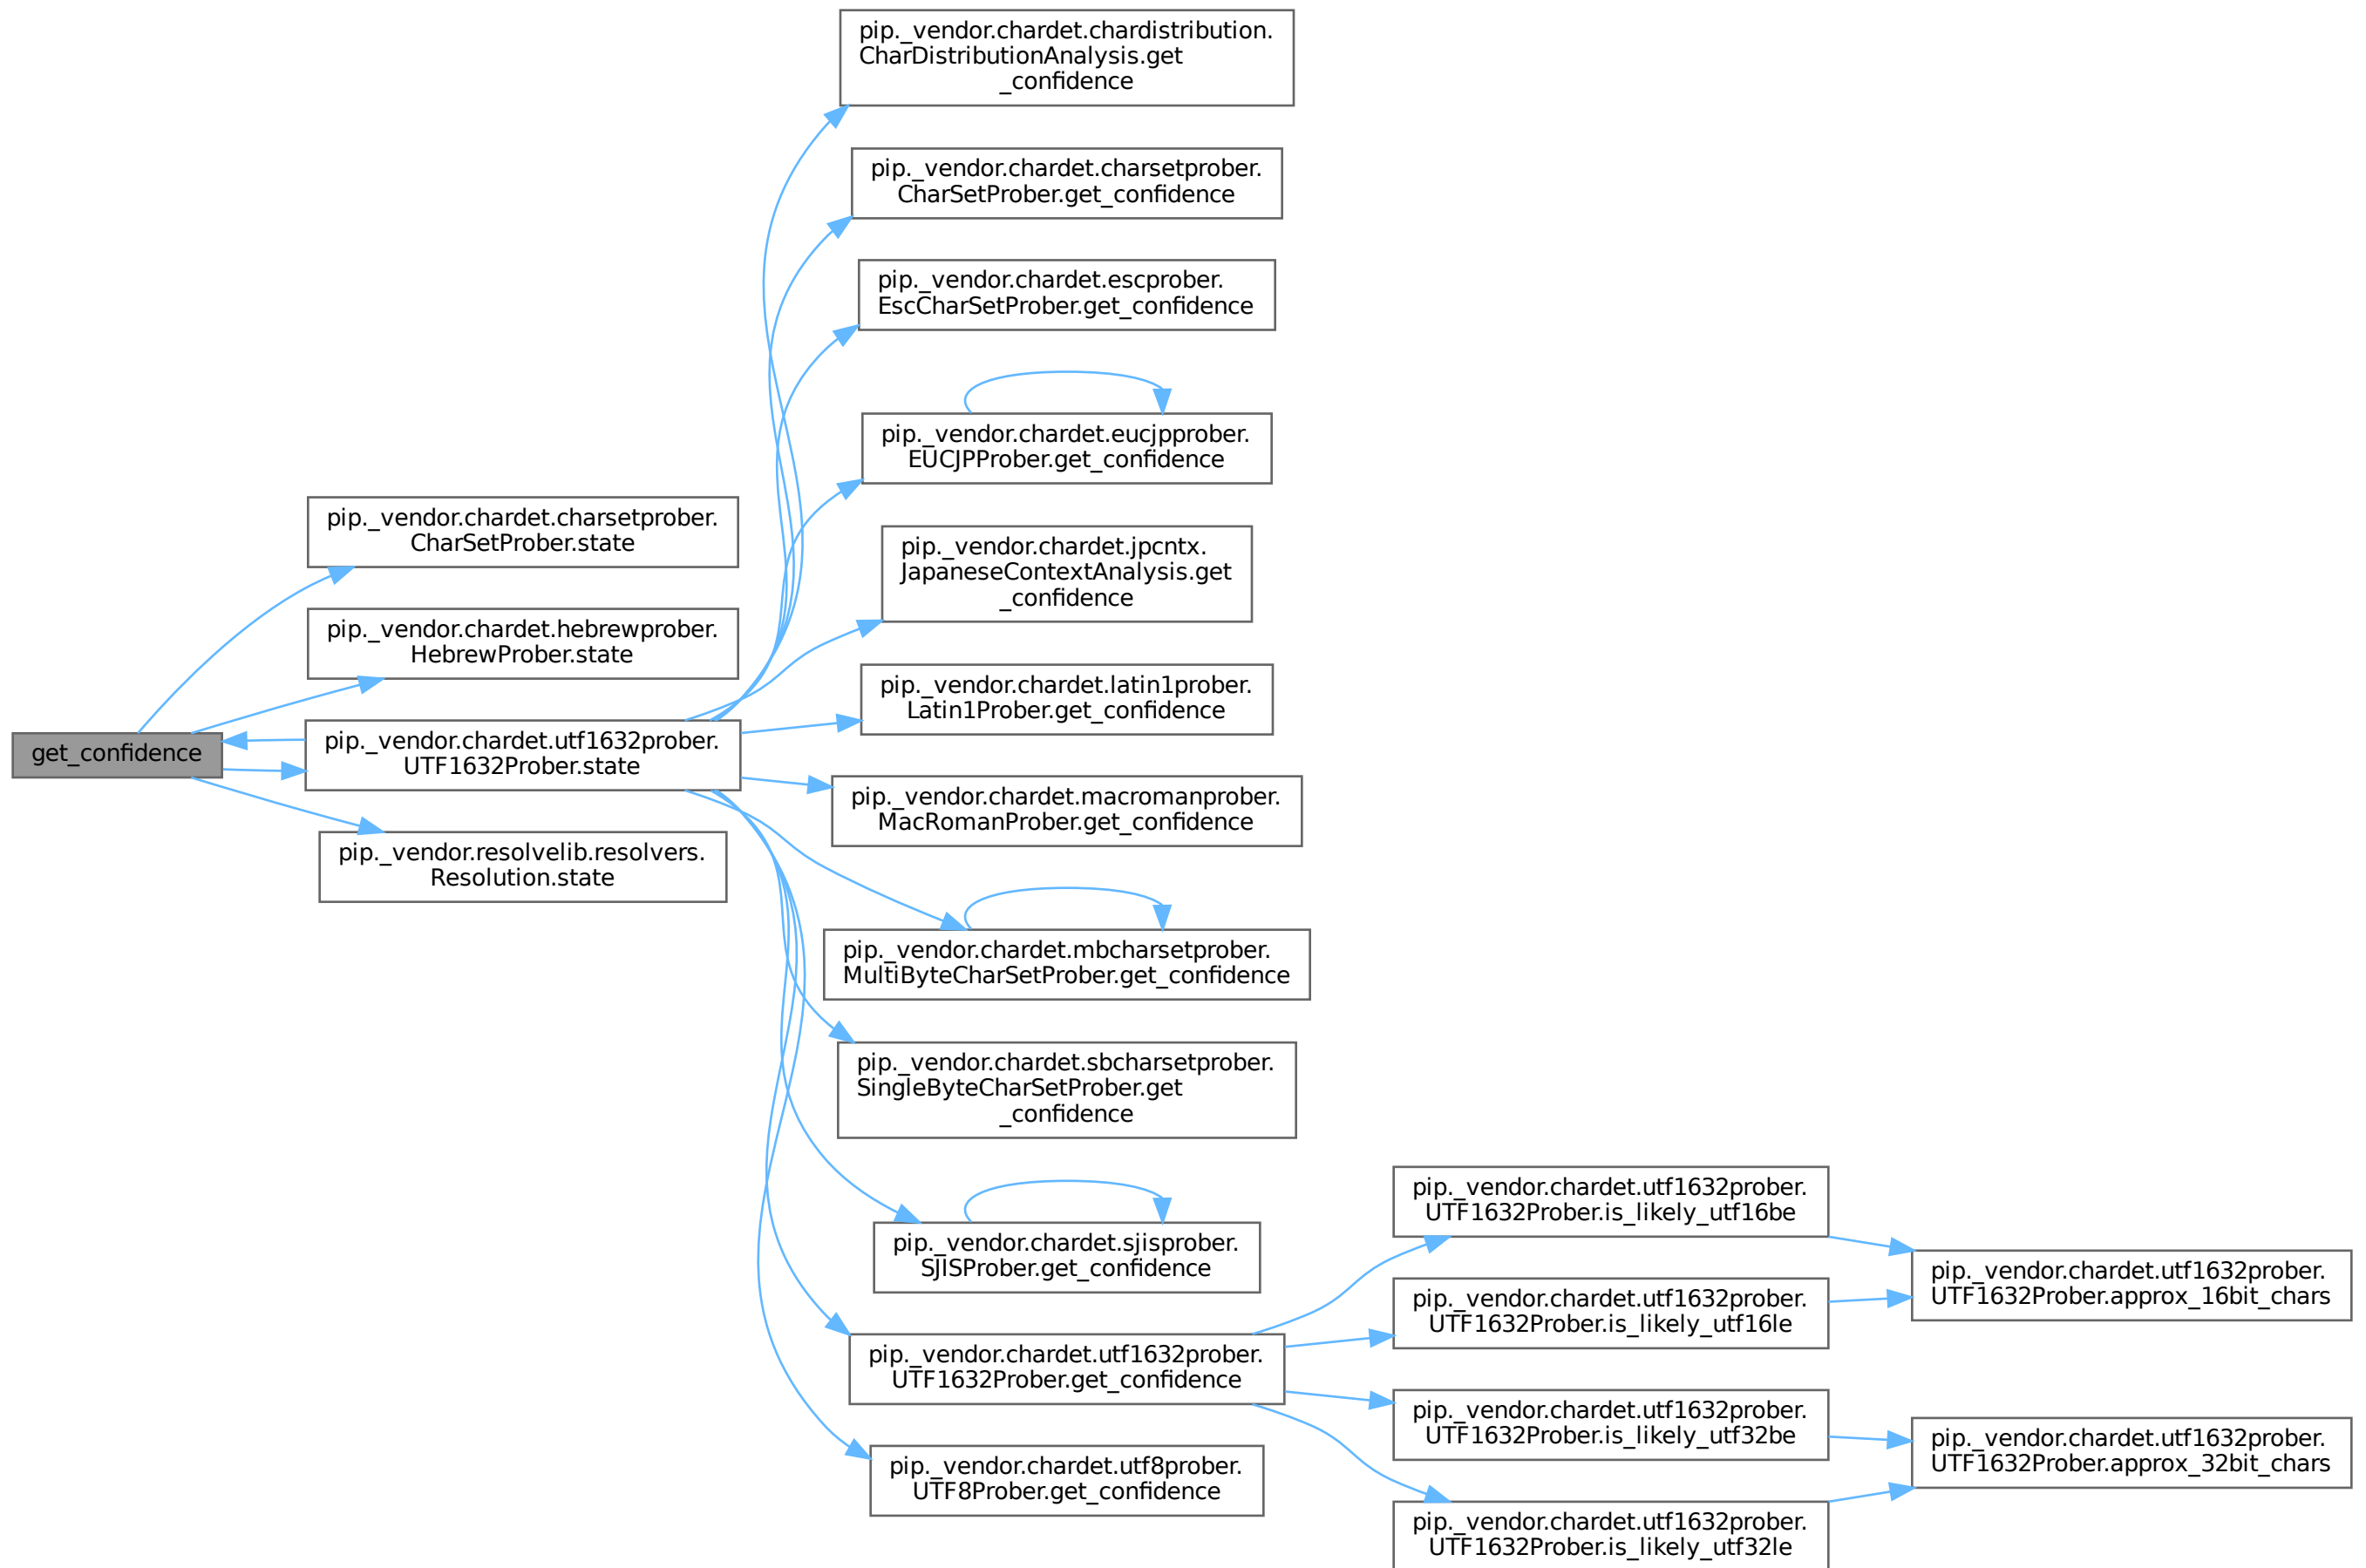 get_confidence
pip._vendor.chardet.charsetprober.
CharSetProber.state
pip._vendor.chardet.hebrewprober.
HebrewProber.state
pip._vendor.chardet.utf1632prober.
UTF1632Prober.state
pip._vendor.resolvelib.resolvers.
Resolution.state
pip._vendor.chardet.chardistribution.
CharDistributionAnalysis.get
_confidence
pip._vendor.chardet.charsetprober.
CharSetProber.get_confidence
pip._vendor.chardet.escprober.
EscCharSetProber.get_confidence
pip._vendor.chardet.eucjpprober.
EUCJPProber.get_confidence
pip._vendor.chardet.jpcntx.
JapaneseContextAnalysis.get
_confidence
pip._vendor.chardet.latin1prober.
Latin1Prober.get_confidence
pip._vendor.chardet.macromanprober.
MacRomanProber.get_confidence
pip._vendor.chardet.mbcharsetprober.
MultiByteCharSetProber.get_confidence
pip._vendor.chardet.sbcharsetprober.
SingleByteCharSetProber.get
_confidence
pip._vendor.chardet.sjisprober.
SJISProber.get_confidence
pip._vendor.chardet.utf1632prober.
UTF1632Prober.get_confidence
pip._vendor.chardet.utf8prober.
UTF8Prober.get_confidence
pip._vendor.chardet.utf1632prober.
UTF1632Prober.is_likely_utf16be
pip._vendor.chardet.utf1632prober.
UTF1632Prober.is_likely_utf16le
pip._vendor.chardet.utf1632prober.
UTF1632Prober.is_likely_utf32be
pip._vendor.chardet.utf1632prober.
UTF1632Prober.is_likely_utf32le
pip._vendor.chardet.utf1632prober.
UTF1632Prober.approx_16bit_chars
pip._vendor.chardet.utf1632prober.
UTF1632Prober.approx_32bit_chars